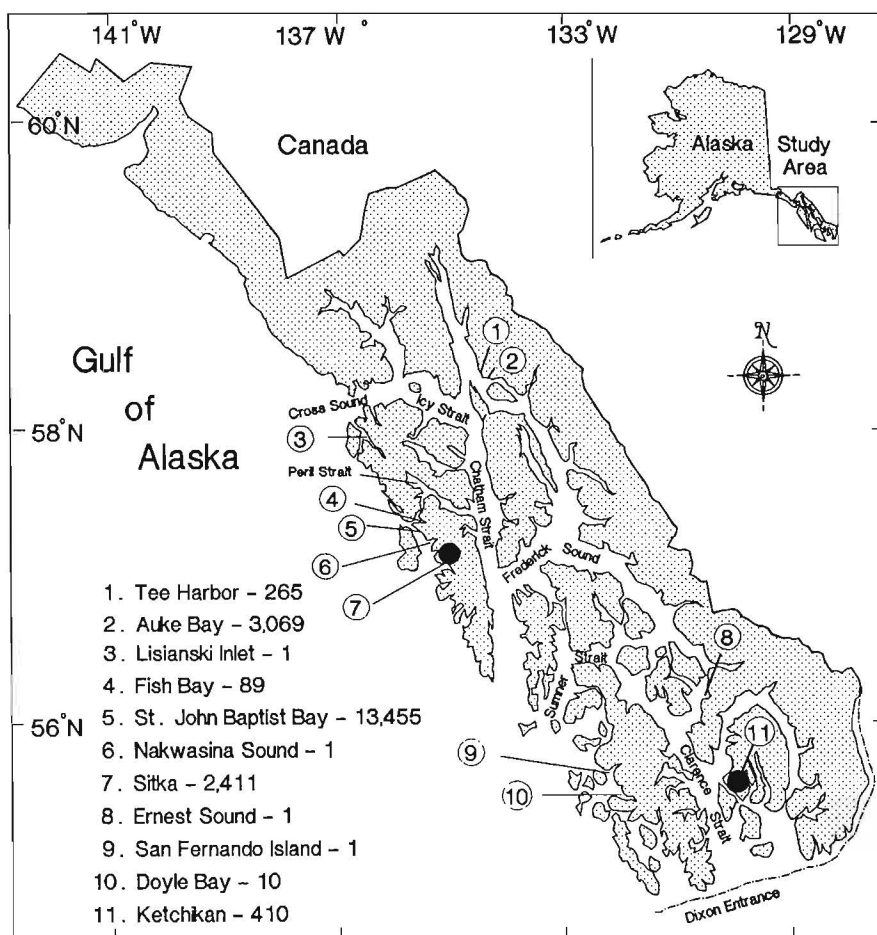 141°W
137°W
133°W
129°W
60°N
58°N
56°N
Canada
Alaska
Study
Area
N
Gulf
of
Alaska
1
2
Cross Sound
Icy Strait
3
Peril Strait
Chatham Strait
4
5
6
7
Frederick Sound
8
Sumner Strait
Clarence Strait
9
10
11
Dixon Entrance
1. Tee Harbor - 265
2. Auke Bay - 3,069
3. Lisianski Inlet - 1
4. Fish Bay - 89
5. St. John Baptist Bay - 13,455
6. Nakwasina Sound - 1
7. Sitka - 2,411
8. Ernest Sound - 1
9. San Fernando Island - 1
10. Doyle Bay - 10
11. Ketchikan - 410